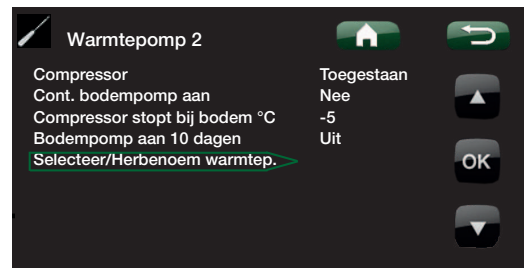 Warmtepomp 2
Compressor Toegestaan
Cont. bodempomp aan Nee
Compressor stopt bij bodem °C -5
Bodempomp aan 10 dagen Uit
Selecteer/Herbenoem warmtep.
OK